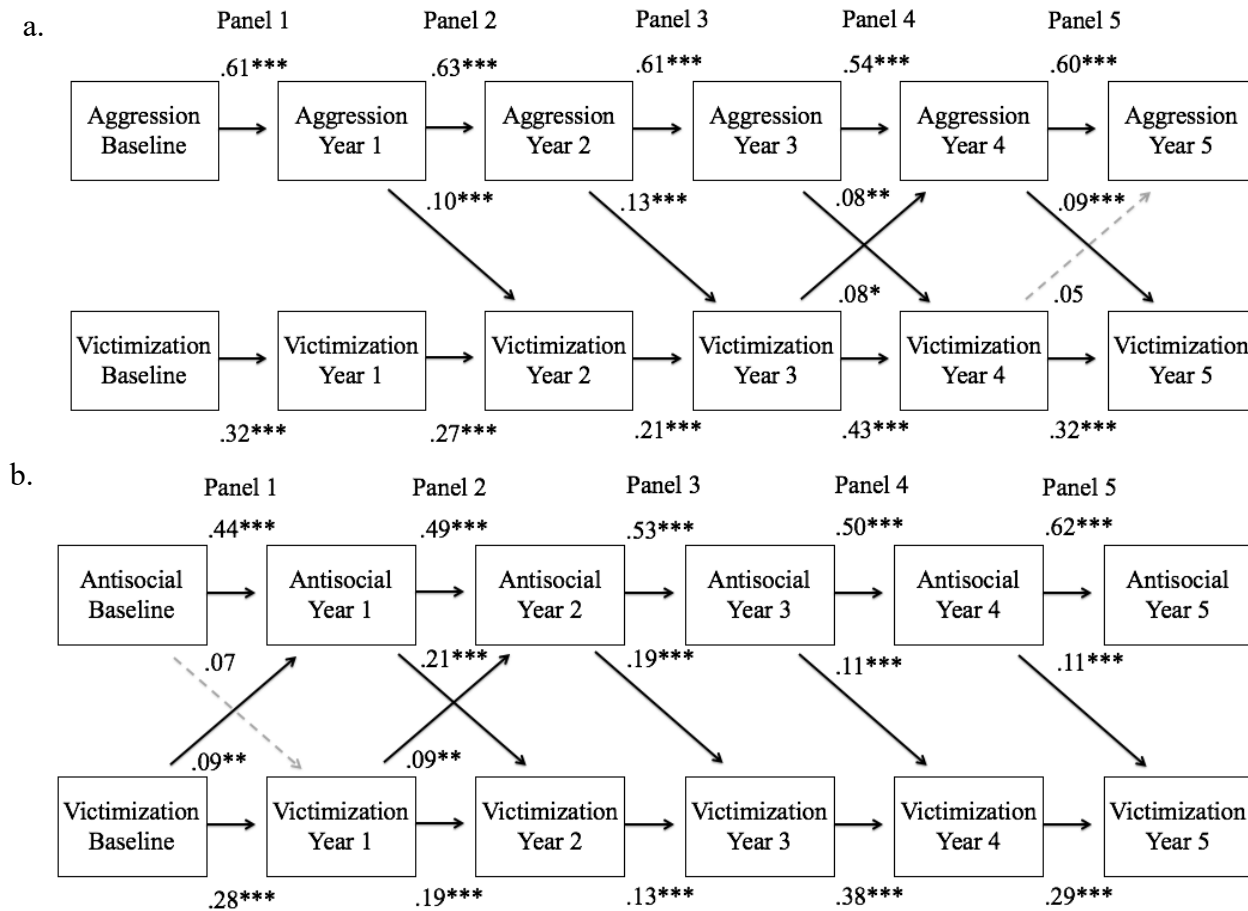 a.
Panel 1 Panel 2 Panel 3 Panel 4 Panel 5
.61*** .63*** .61*** .54*** .60***
Aggression Aggression Aggression Aggression Aggression Aggression
Baseline Year 1 Year 2 Year 3 Year 4 Year 5
.10*** .13*** .08** .09***
.08* .05
Victimization Victimization Victimization Victimization Victimization Victimization
Baseline Year 1 Year 2 Year 3 Year 4 Year 5
.32*** .27*** .21*** .43*** .32***
b.
Panel 1 Panel 2 Panel 3 Panel 4 Panel 5
.44*** .49*** .53*** .50*** .62***
Antisocial Antisocial Antisocial Antisocial Antisocial Antisocial
Baseline Year 1 Year 2 Year 3 Year 4 Year 5
.07 .21*** .19*** .11*** .11***
.09** .09**
Victimization Victimization Victimization Victimization Victimization Victimization
Baseline Year 1 Year 2 Year 3 Year 4 Year 5
.28*** .19*** .13*** .38*** .29***